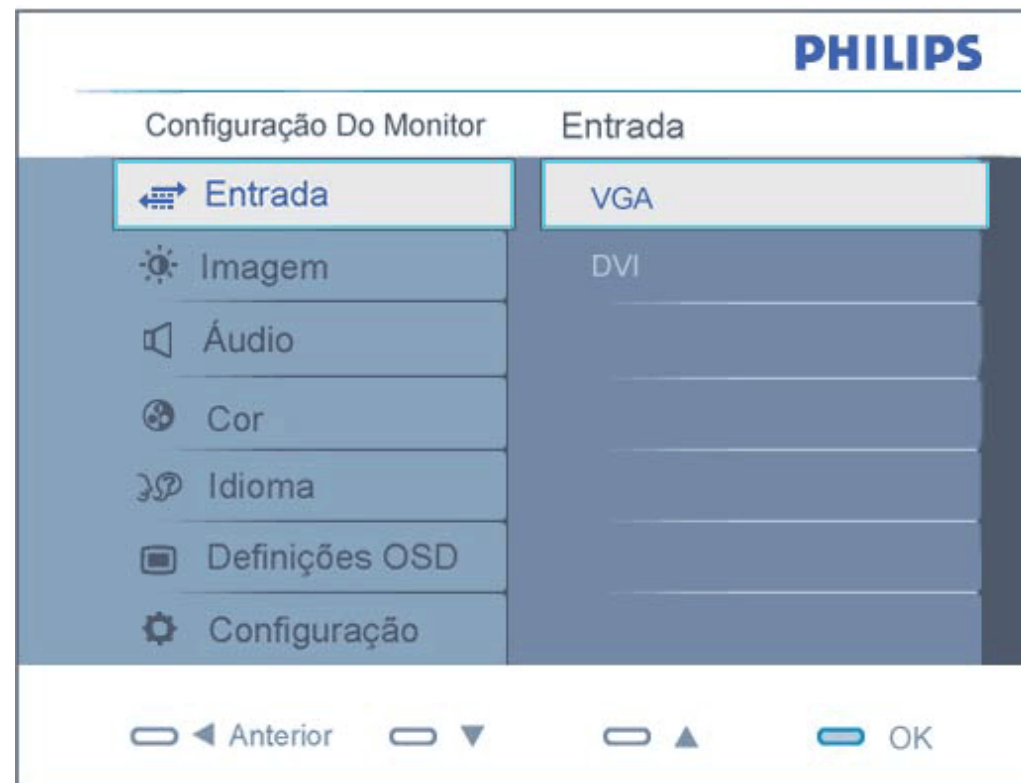 PHILIPS
Configuração Do Monitor
Entrada
Entrada
VGA
Imagem
DVI
Áudio
Cor
Idioma
Definições OSD
Configuração
Anterior
OK